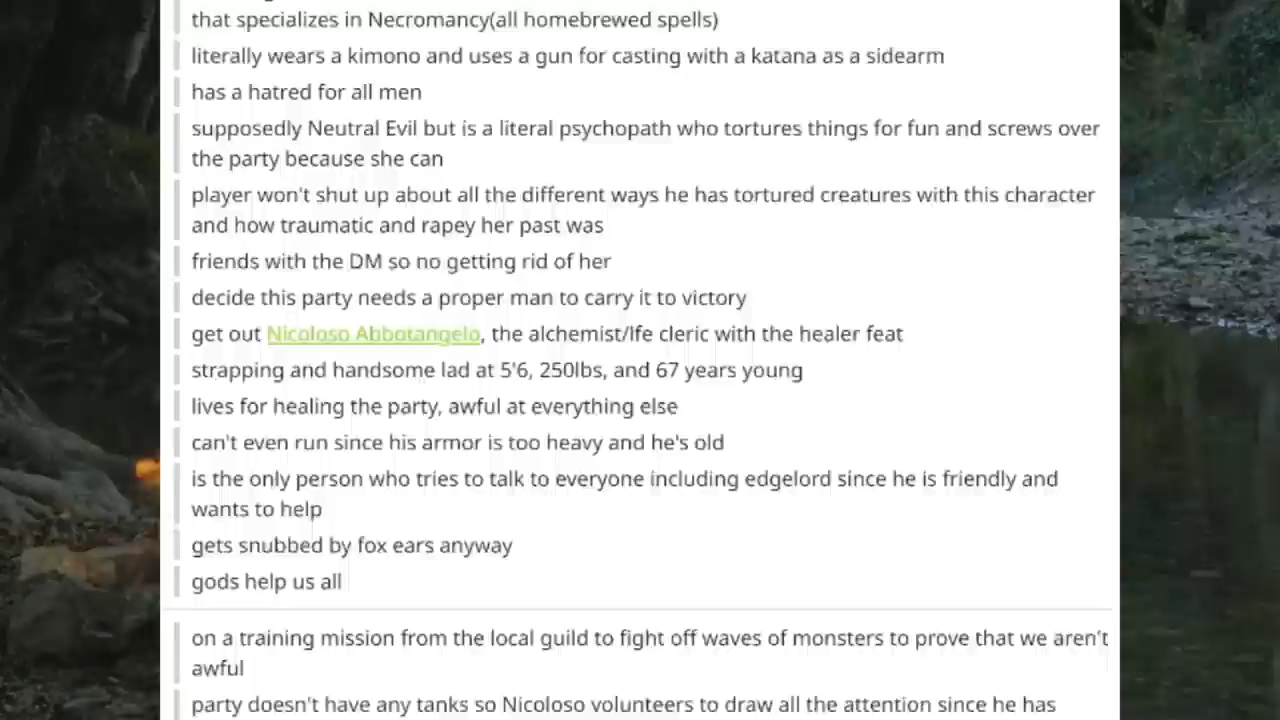 that specializes in Necromancy(all homebrewed spells)
literally wears a kimono and uses a gun for casting with a katana as a sidearm
has a hatred for all men
supposedly Neutral Evil but is a literal psychopath who tortures things for fun and screws over
the party because she can
player won't shut up about all the different ways he has tortured creatures with this character
and how traumatic and rapey her past was
friends with the DM so no getting rid of her
decide this party needs a proper man to carry it to victory
get out Nicoloso Abbotangelo, the alchemist/lfe cleric with the healer feat
strapping and handsome lad at 5'6, 250lbs, and 67 years young
lives for healing the party, awful at everything else
can't even run since his armor is too heavy and he's old
is the only person who tries to talk to everyone including edgelord since he is friendly and
wants to help
gets snubbed by fox ears anyway
gods help us all
on a training mission from the local guild to fight off waves of monsters to prove that we aren't
awful
party doesn't have any tanks so Nicoloso volunteers to draw all the attention since he has